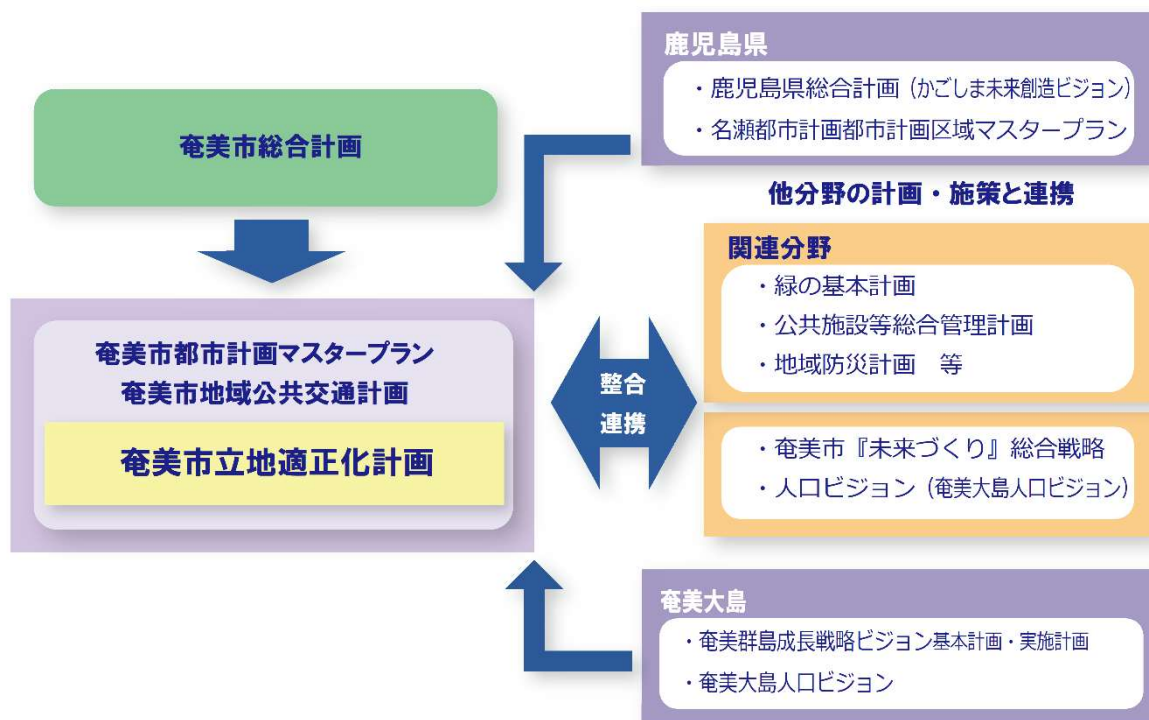 奄美市総合計画
奄美市都市計画マスタープラン
奄美市地域公共交通計画
奄美市立地適正化計画
整合
連携
鹿児島県
・鹿児島県総合計画（かごしま未来創造ビジョン）
・名瀬都市計画都市計画区域マスタープラン
他分野の計画・施策と連携
関連分野
・緑の基本計画
・公共施設等総合管理計画
・地域防災計画　等
・奄美市『未来づくり』総合戦略
・人口ビジョン（奄美大島人口ビジョン）
奄美大島
・奄美群島成長戦略ビジョン基本計画・実施計画
・奄美大島人口ビジョン